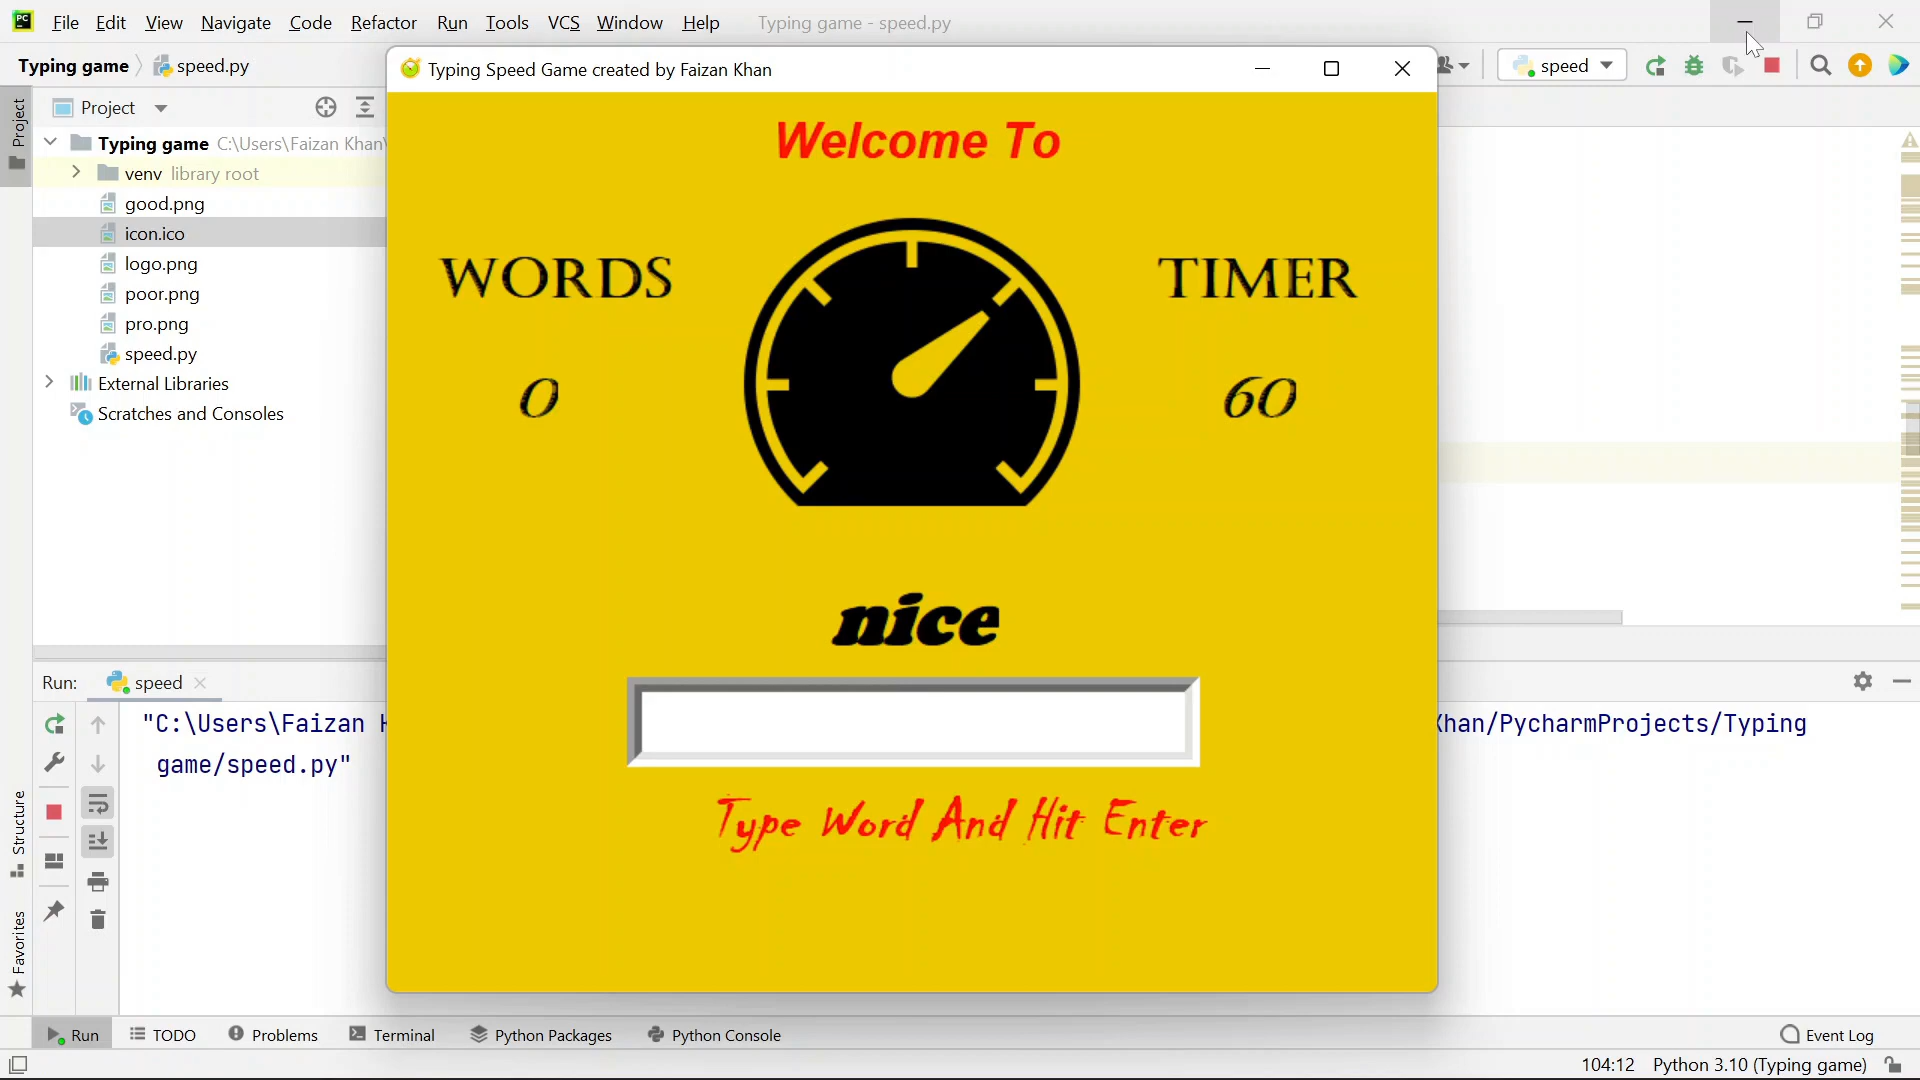 File Edit View Navigate Code Refactor Run Tools VCS Window Help Typing game - speed.py
Typing game speed.py
speed
Typing Speed Game created by Faizan Khan
Project
Project
Typing game C:\Users\Faizan Khan\
venv library root
good.png
icon.ico
logo.png
poor.png
pro.png
speed.py
External Libraries
Scratches and Consoles
Welcome To
WORDS
TIMER
0
60
nice
Type Word And Hit Enter
Run: speed
"C:\Users\Faizan Khan/PycharmProjects/Typing
game/speed.py"
Structure
Favorites
Run TODO Problems Terminal Python Packages Python Console Event Log
104:12 Python 3.10 (Typing game)